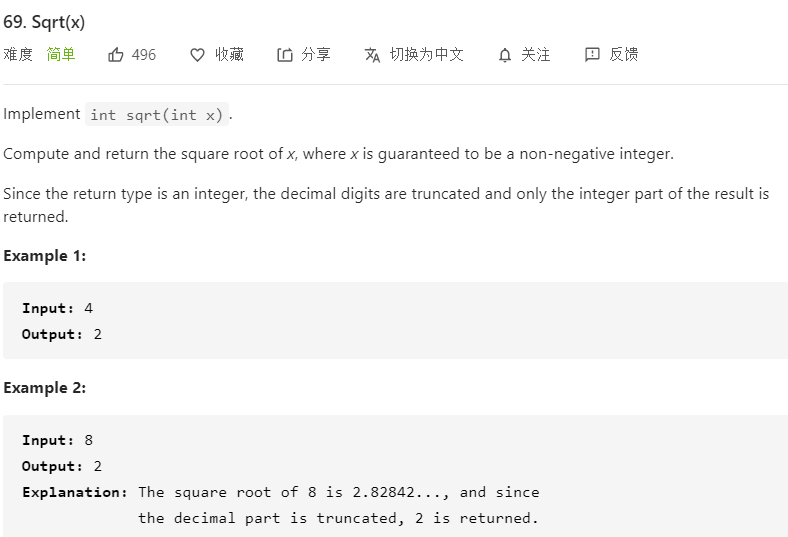 69. Sqrt(x)
难度 简单 496 收藏 分享 切换为中文 关注 反馈
Implement int sqrt(int x).
Compute and return the square root of x, where x is guaranteed to be a non-negative integer.
Since the return type is an integer, the decimal digits are truncated and only the integer part of the result is
returned.
Example 1:
Input: 4
Output: 2
Example 2:
Input: 8
Output: 2
Explanation: The square root of 8 is 2.82842..., and since
the decimal part is truncated, 2 is returned.